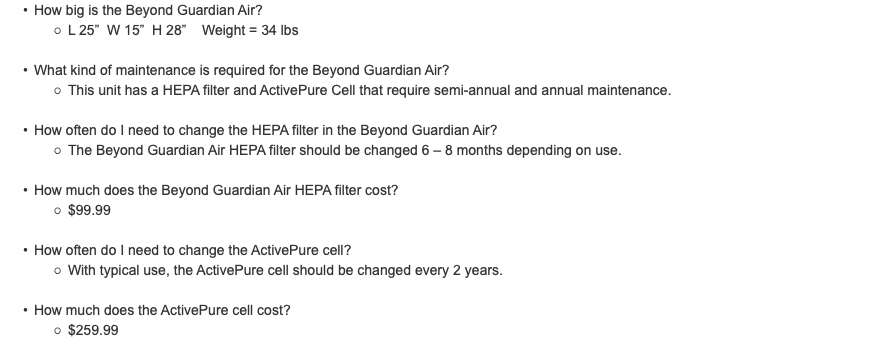 • How big is the Beyond Guardian Air?
○ L 25” W 15” H 28” Weight = 34 lbs
• What kind of maintenance is required for the Beyond Guardian Air?
○ This unit has a HEPA filter and ActivePure Cell that require semi-annual and annual maintenance.
• How often do I need to change the HEPA filter in the Beyond Guardian Air?
○ The Beyond Guardian Air HEPA filter should be changed 6 – 8 months depending on use.
• How much does the Beyond Guardian Air HEPA filter cost?
○ $99.99
• How often do I need to change the ActivePure cell?
○ With typical use, the ActivePure cell should be changed every 2 years.
• How much does the ActivePure cell cost?
○ $259.99